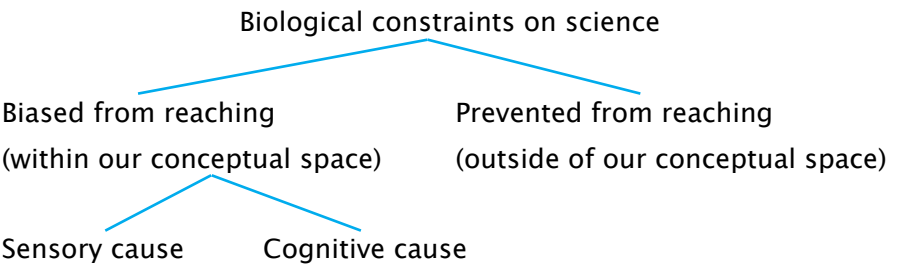 Biological constraints on science
Biased from reaching
(within our conceptual space)
Prevented from reaching
(outside of our conceptual space)
Sensory cause
Cognitive cause